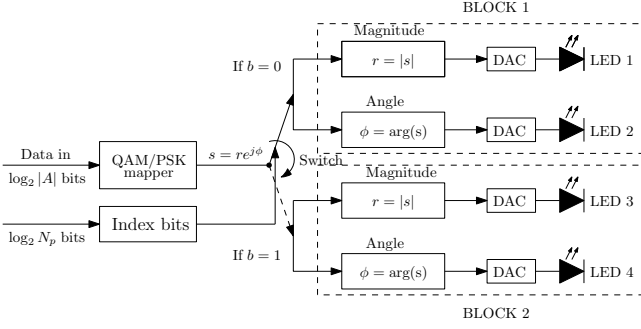 BLOCK 1
Magnitude
If b = 0
r = |s|
DAC
LED 1
Angle
ϕ = arg(s)
DAC
LED 2
Data in
log₂ |A| bits
QAM/PSK
mapper
s = re^{jϕ}
Switch
Magnitude
r = |s|
DAC
LED 3
log₂ Nₚ bits
Index bits
If b = 1
Angle
ϕ = arg(s)
DAC
LED 4
BLOCK 2